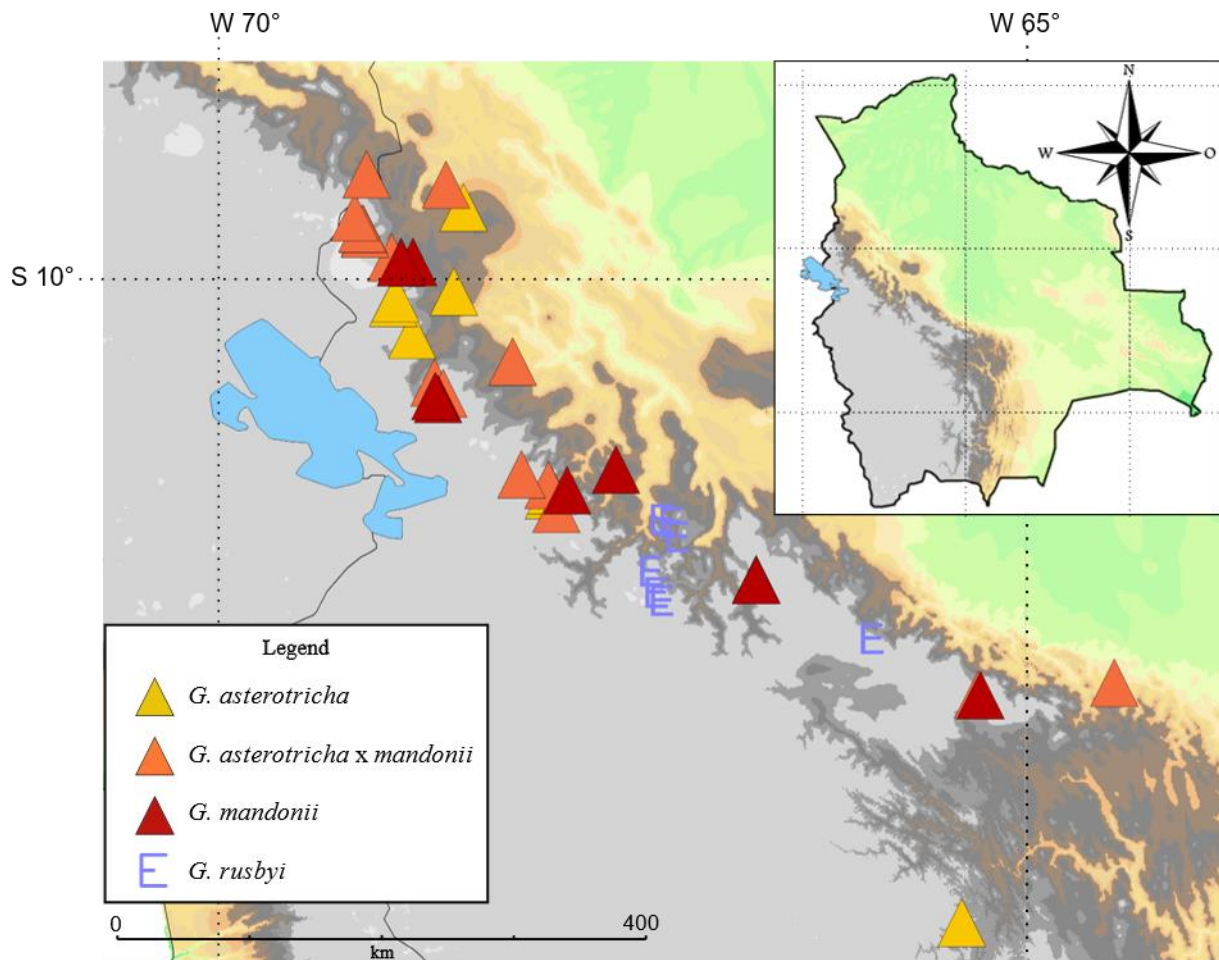 W 70°
W 65°
N
W
O
S
S 10°
E
E
E
E
E
E
E
Legend
G. asterotricha
G. asterotricha x mandonii
G. mandonii
E G. rusbyi
0
400
km